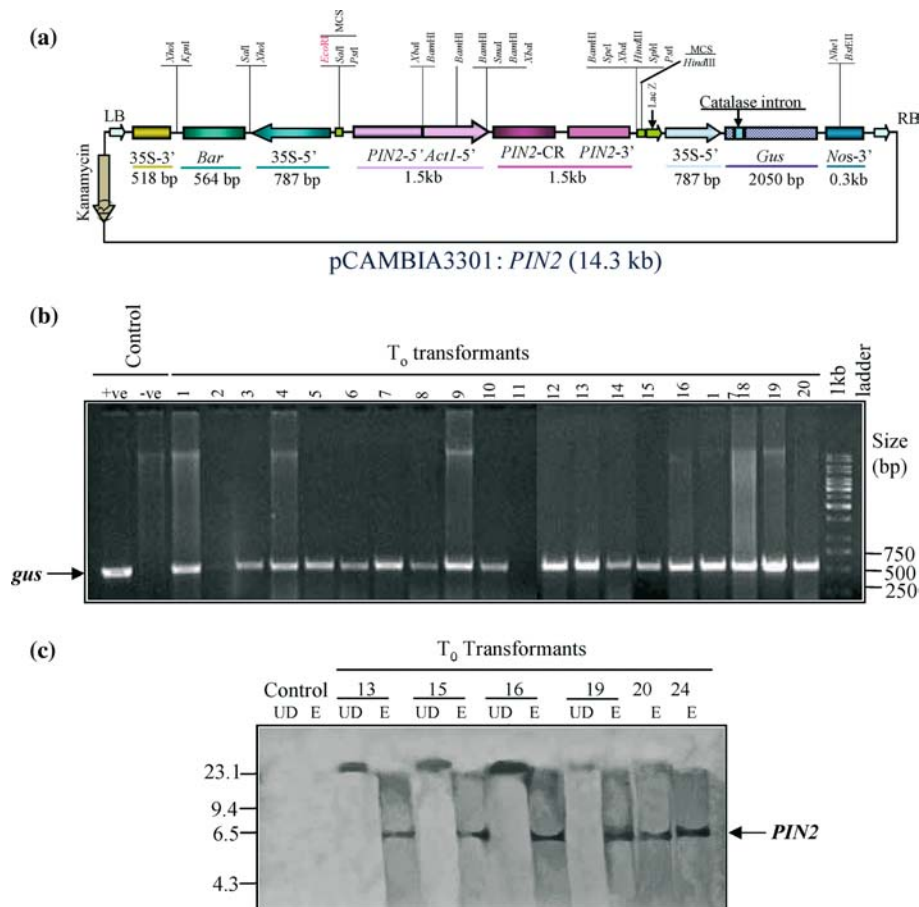 (a)
XhoI
KpnI
SalI
XhoI
EcoRI
MCS
SalI
PstI
XbaI
BamHI
BamHI
BamHI
SmaI
BamHI
XbaI
BamHI
SpeI
XbaI
HindIII
SphI
PstI
MCS
HindIII
Lac Z
Nhe1
BstEII
LB
Catalase intron
RB
35S-3’
Bar
35S-5’
PIN2-5’ Act1-5’
PIN2-CR
PIN2-3’
35S-5’
Gus
Nos-3’
518 bp
564 bp
787 bp
1.5kb
1.5kb
787 bp
2050 bp
0.3kb
Kanamycin
pCAMBIA3301: PIN2 (14.3 kb)
(b)
Control
To transformants
+ve -ve 1 2 3 4 5 6 7 8 9 10 11 12 13 14 15 16 1 7 18 19 20 1kb ladder
Size
(bp)
gus
750
500
250
(c)
T0 Transformants
Control 13 15 16 19 20 24
UD E UD E UD E UD E UD E E E
23.1
9.4
6.5
4.3
PIN2